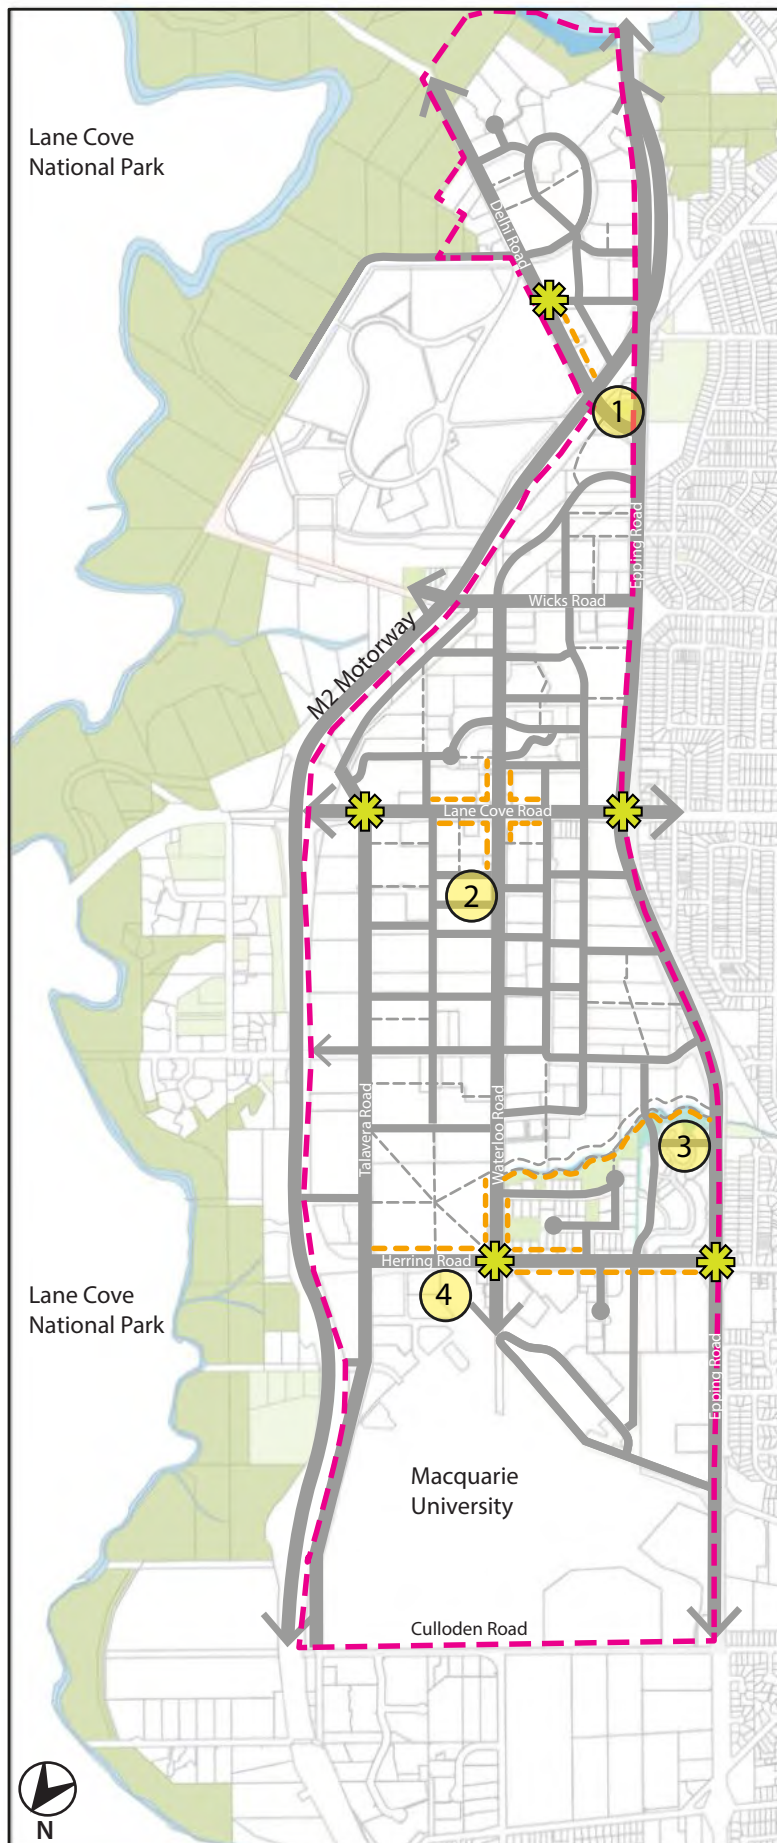 Lane Cove
National Park
Delhi Road
1
Epping Road
Wicks Road
M2 Motorway
Lane Cove Road
2
Talavera Road
Waterloo Road
3
Herring Road
4
Lane Cove
National Park
Epping Road
Macquarie
University
Culloden Road
N